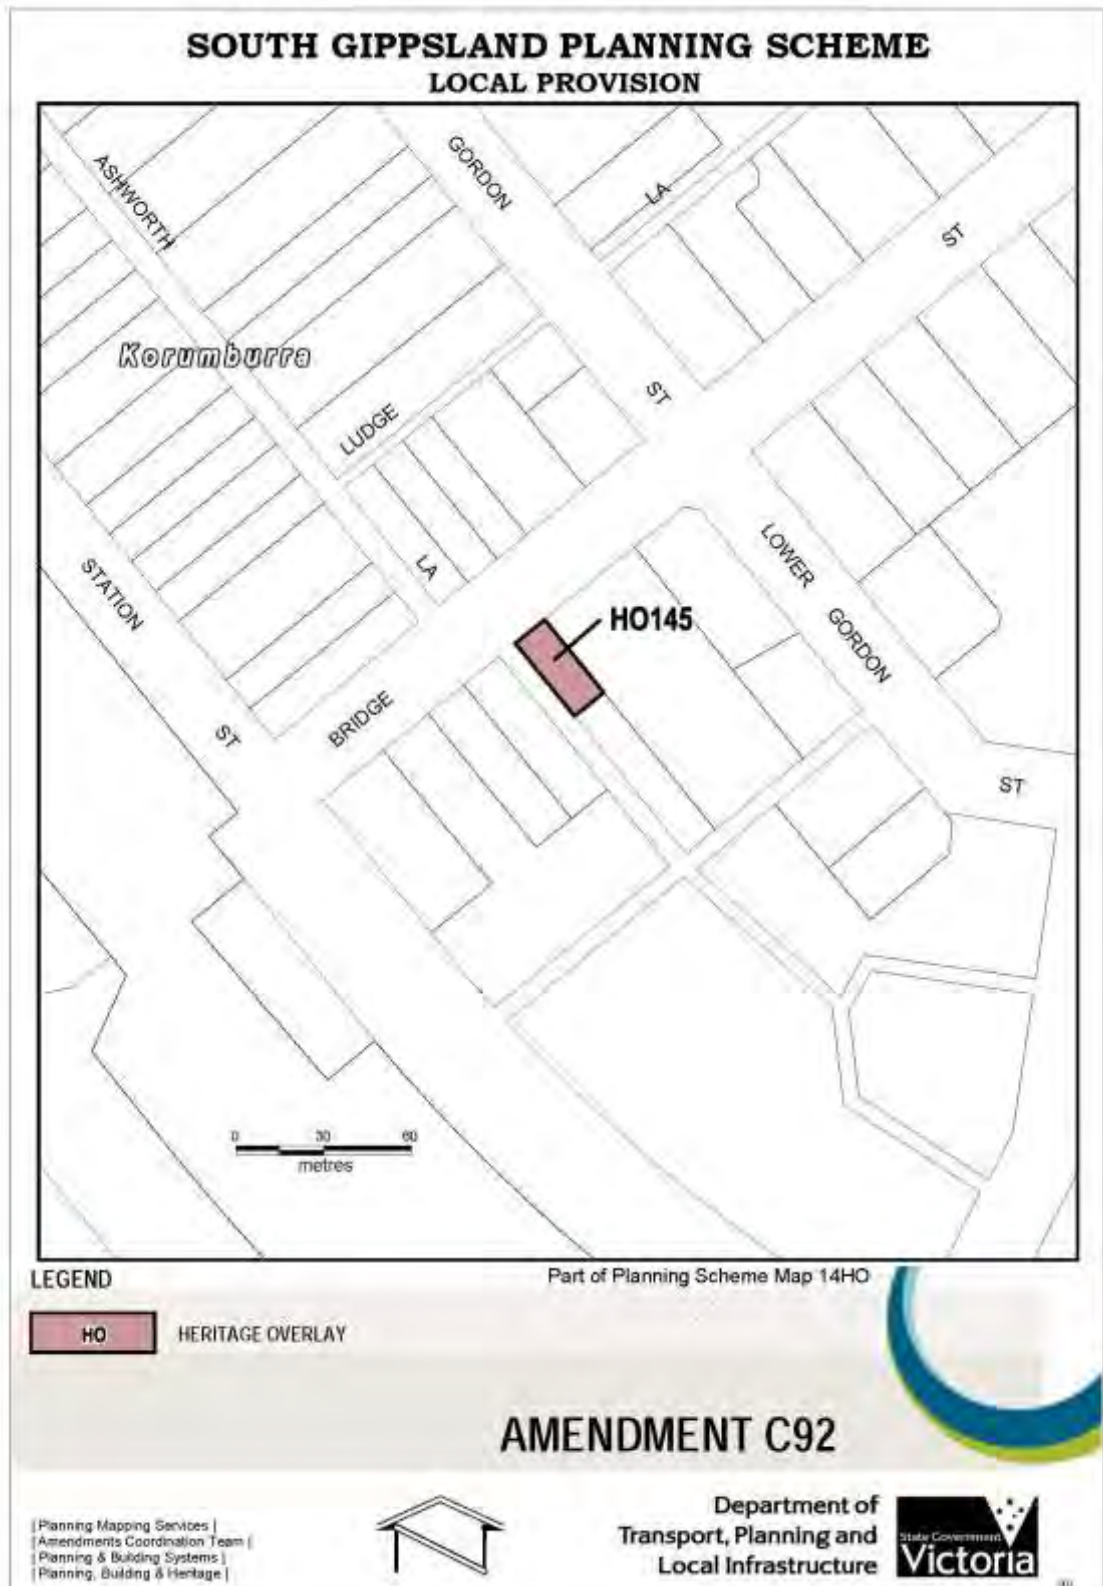 SOUTH GIPPSLAND PLANNING SCHEME
LOCAL PROVISION
ASHWORTH
GORDON
LA
ST
Korumburra
ST
LUDGE
LA
STATION
LOWER
GORDON
HO145
ST
BRIDGE
ST
0 30 60
metres
LEGEND
Part of Planning Scheme Map 14HO
HO HERITAGE OVERLAY
AMENDMENT C92
| Planning Mapping Services |
| Amendments Coordination Team |
| Planning & Building Systems |
| Planning, Building & Heritage |
Department of
Transport, Planning and
Local Infrastructure
State Government
Victoria